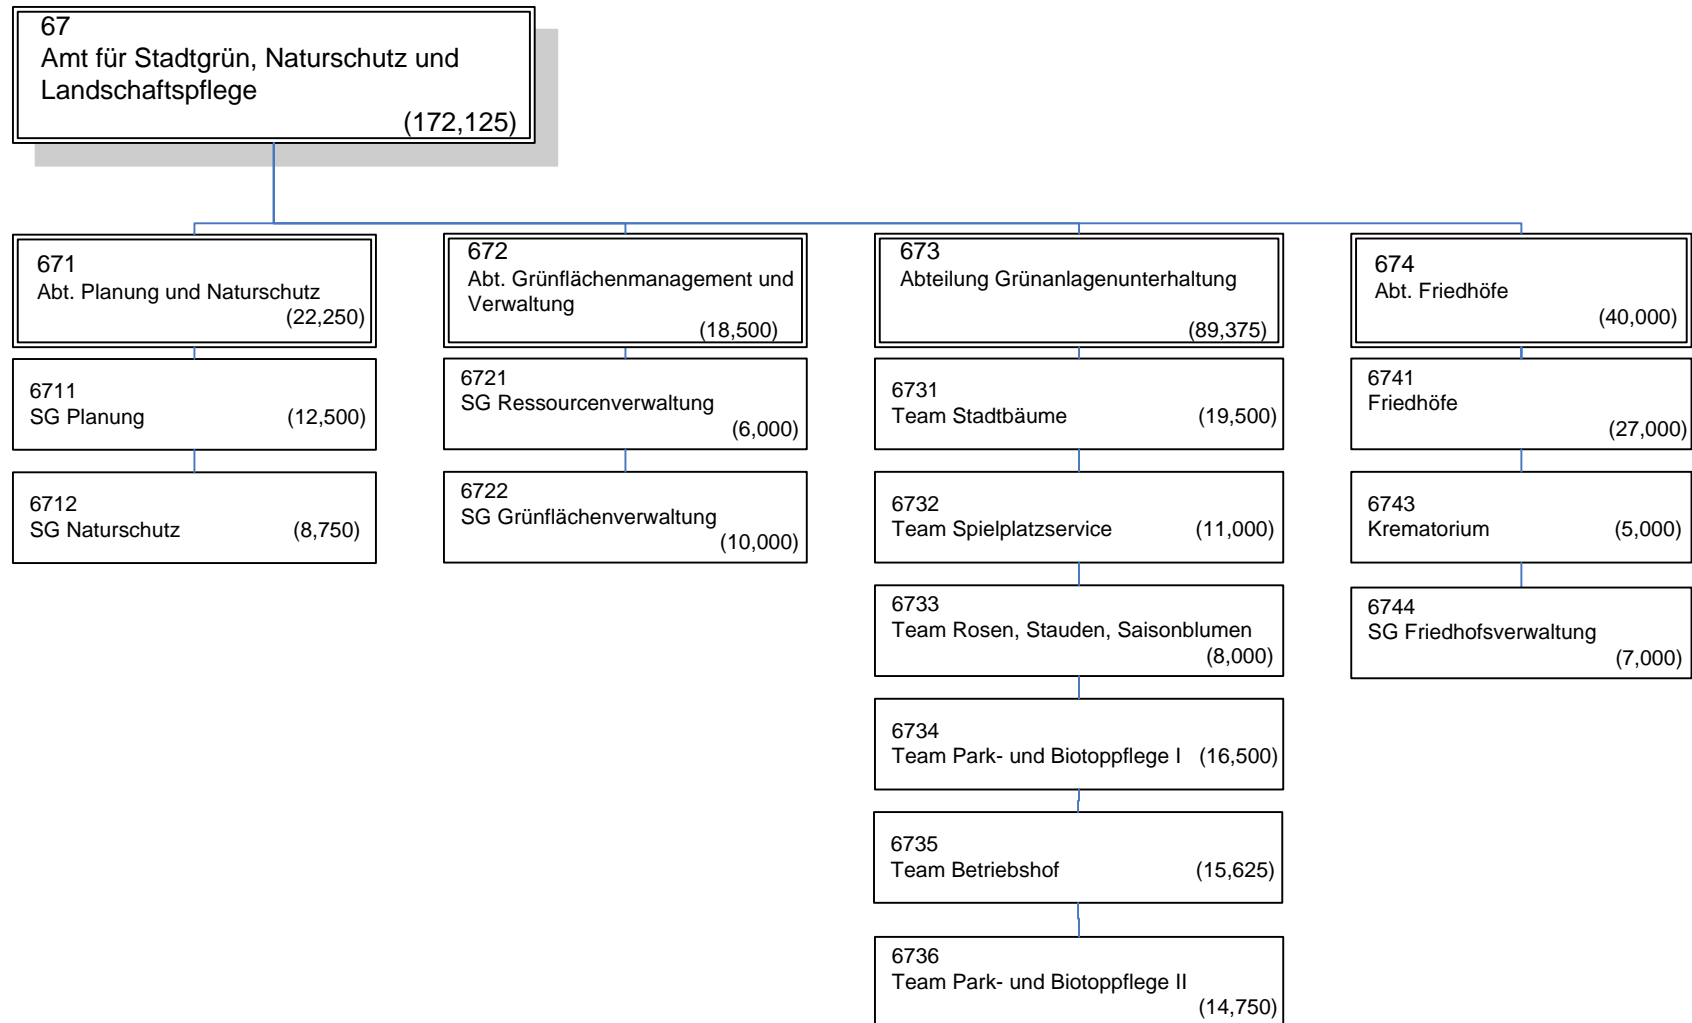 67
Amt für Stadtgrün, Naturschutz und
Landschaftspflege
(172,125)
671
Abt. Planung und Naturschutz
(22,250)
6711
SG Planung (12,500)
6712
SG Naturschutz (8,750)
672
Abt. Grünflächenmanagement und
Verwaltung
(18,500)
6721
SG Ressourcenverwaltung
(6,000)
6722
SG Grünflächenverwaltung
(10,000)
673
Abteilung Grünanlagenunterhaltung
(89,375)
6731
Team Stadtbäume (19,500)
6732
Team Spielplatzservice (11,000)
6733
Team Rosen, Stauden, Saisonblumen
(8,000)
6734
Team Park- und Biotoppflege I (16,500)
6735
Team Betriebshof (15,625)
6736
Team Park- und Biotoppflege II
(14,750)
674
Abt. Friedhöfe
(40,000)
6741
Friedhöfe
(27,000)
6743
Krematorium (5,000)
6744
SG Friedhofsverwaltung
(7,000)